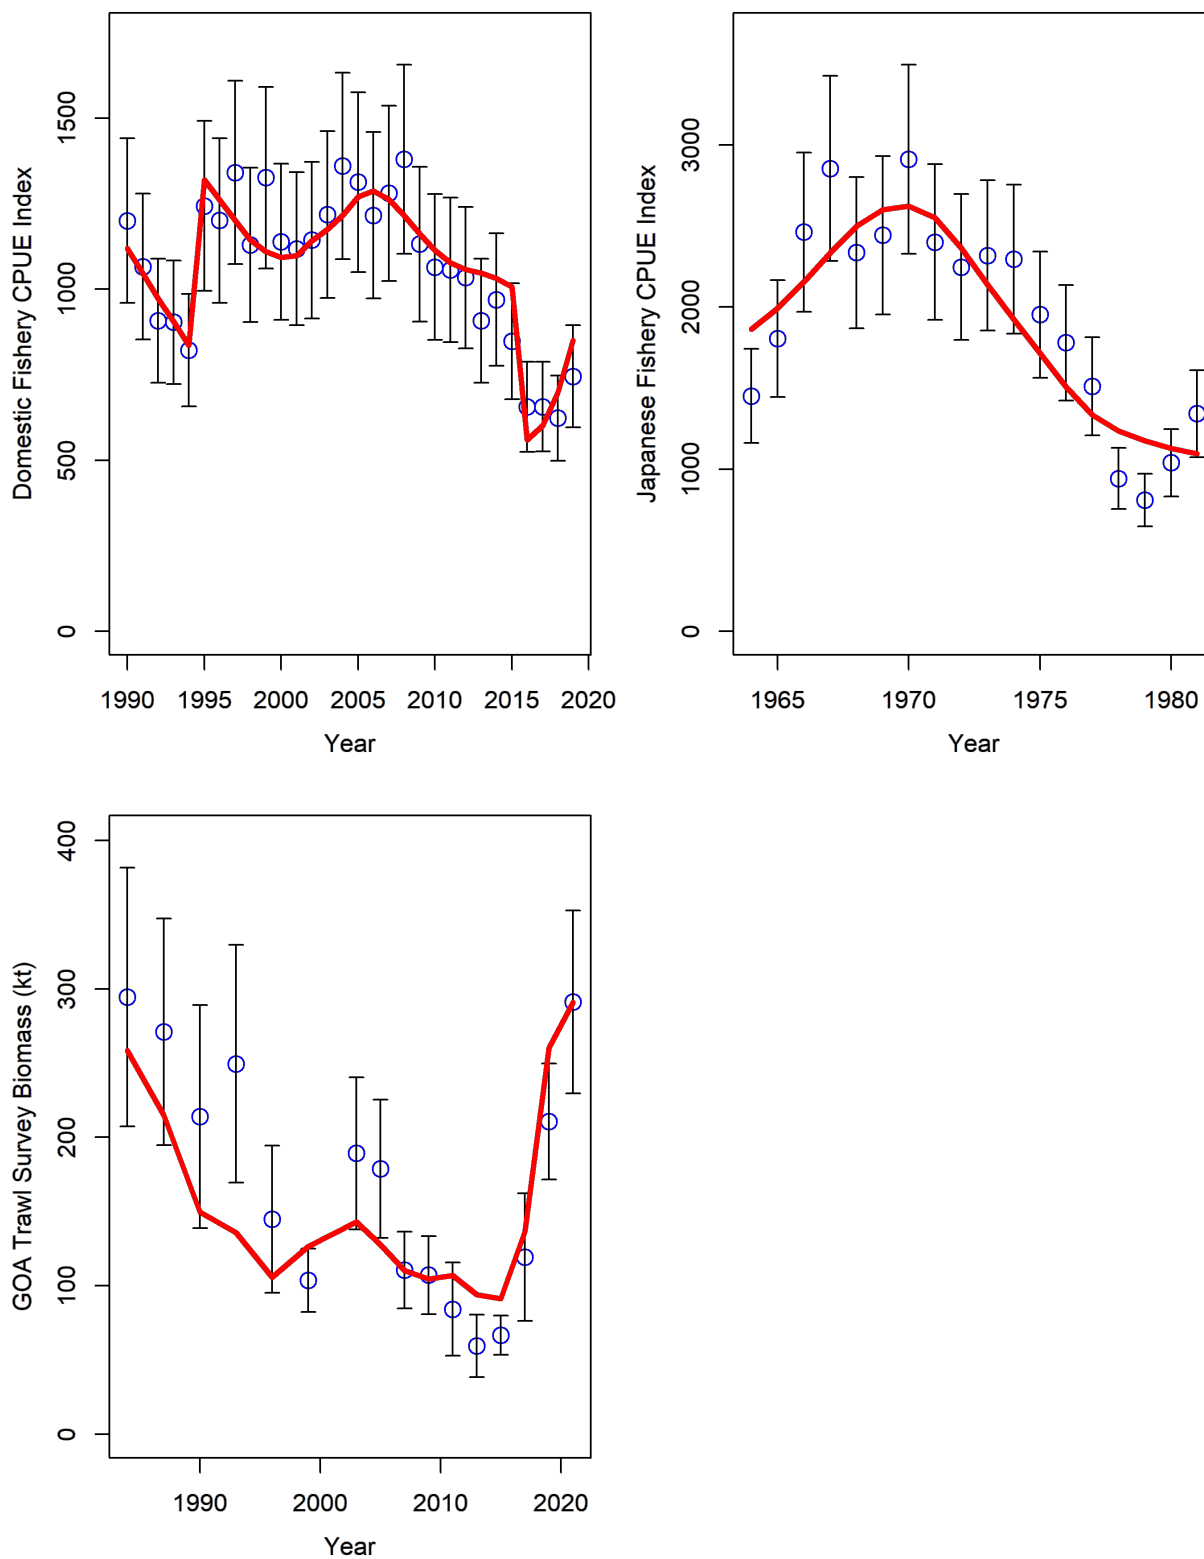 Domestic Fishery CPUE Index
1500
1000
500
0
1990 1995 2000 2005 2010 2015 2020
Year
Japanese Fishery CPUE Index
3000
2000
1000
0
1965 1970 1975 1980
Year
GOA Trawl Survey Biomass (kt)
400
300
200
100
0
1990 2000 2010 2020
Year